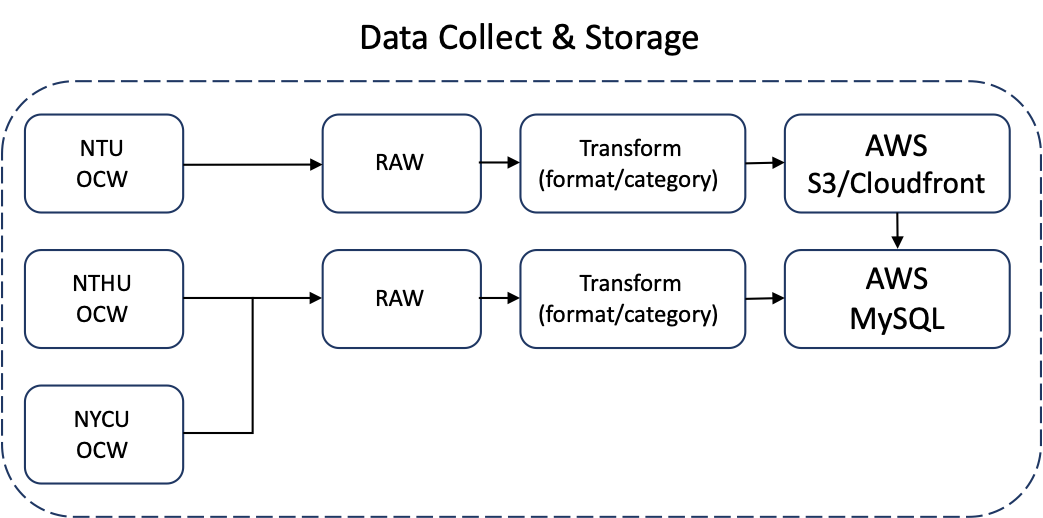 Data Collect & Storage
NTU
OCW
RAW
Transform
(format/category)
AWS
S3/Cloudfront
NTHU
OCW
RAW
Transform
(format/category)
AWS
MySQL
NYCU
OCW